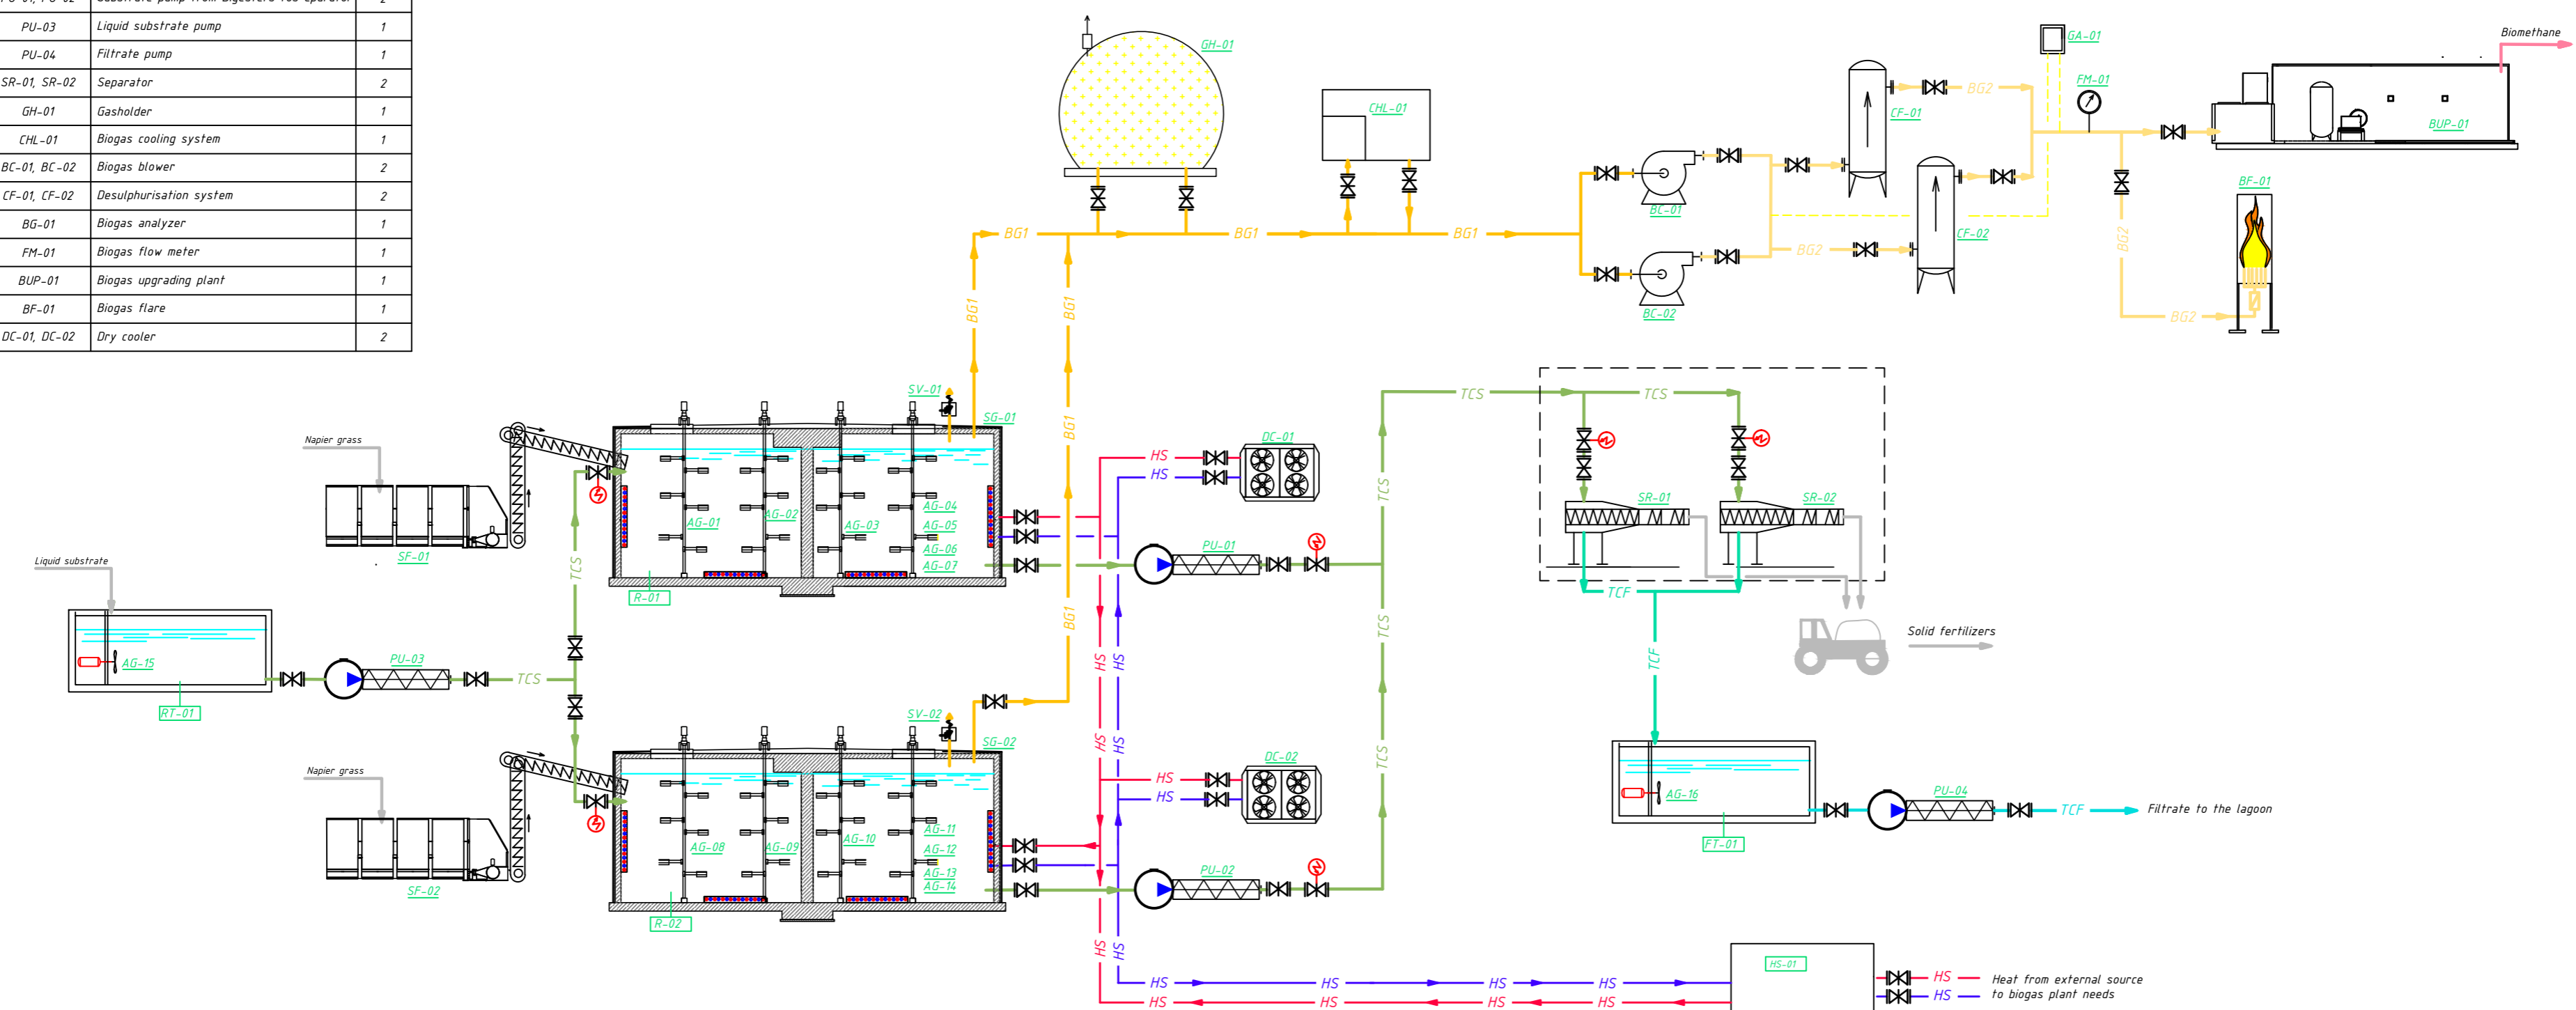 PU-03 Liquid substrate pump 1
PU-04 Filtrate pump 1
SR-01, SR-02 Separator 2
GH-01 Gasholder 1
CHL-01 Biogas cooling system 1
BC-01, BC-02 Biogas blower 2
CF-01, CF-02 Desulphurisation system 2
BG-01 Biogas analyzer 1
FM-01 Biogas flow meter 1
BUP-01 Biogas upgrading plant 1
BF-01 Biogas flare 1
DC-01, DC-02 Dry cooler 2
GH-01
CHL-01
BG1
BG1
BG1
BG1
BG1
BG1
BG1
BC-01
BC-02
CF-01
CF-02
BG2
BG2
GA-01
FM-01
BUP-01
Biomethane
BF-01
BG2
BG2
Napier grass
SF-01
Liquid substrate
AG-15
RT-01
PU-03
TCS
TCS
Napier grass
SF-02
SV-01
SG-01
AG-01
AG-02
AG-03
AG-04
AG-05
AG-06
AG-07
R-01
SV-02
SG-02
AG-08
AG-09
AG-10
AG-11
AG-12
AG-13
AG-14
R-02
HS
HS
DC-01
PU-01
HS
HS
HS
HS
HS
HS
DC-02
PU-02
HS
HS
TCS
TCS
TCS
TCS
TCS
SR-01
SR-02
TCF
TCF
Solid fertilizers
AG-16
FT-01
PU-04
TCF
Filtrate to the lagoon
HS
HS
HS
HS
HS
HS
HS
HS
HS-01
HS
HS
Heat from external source
to biogas plant needs